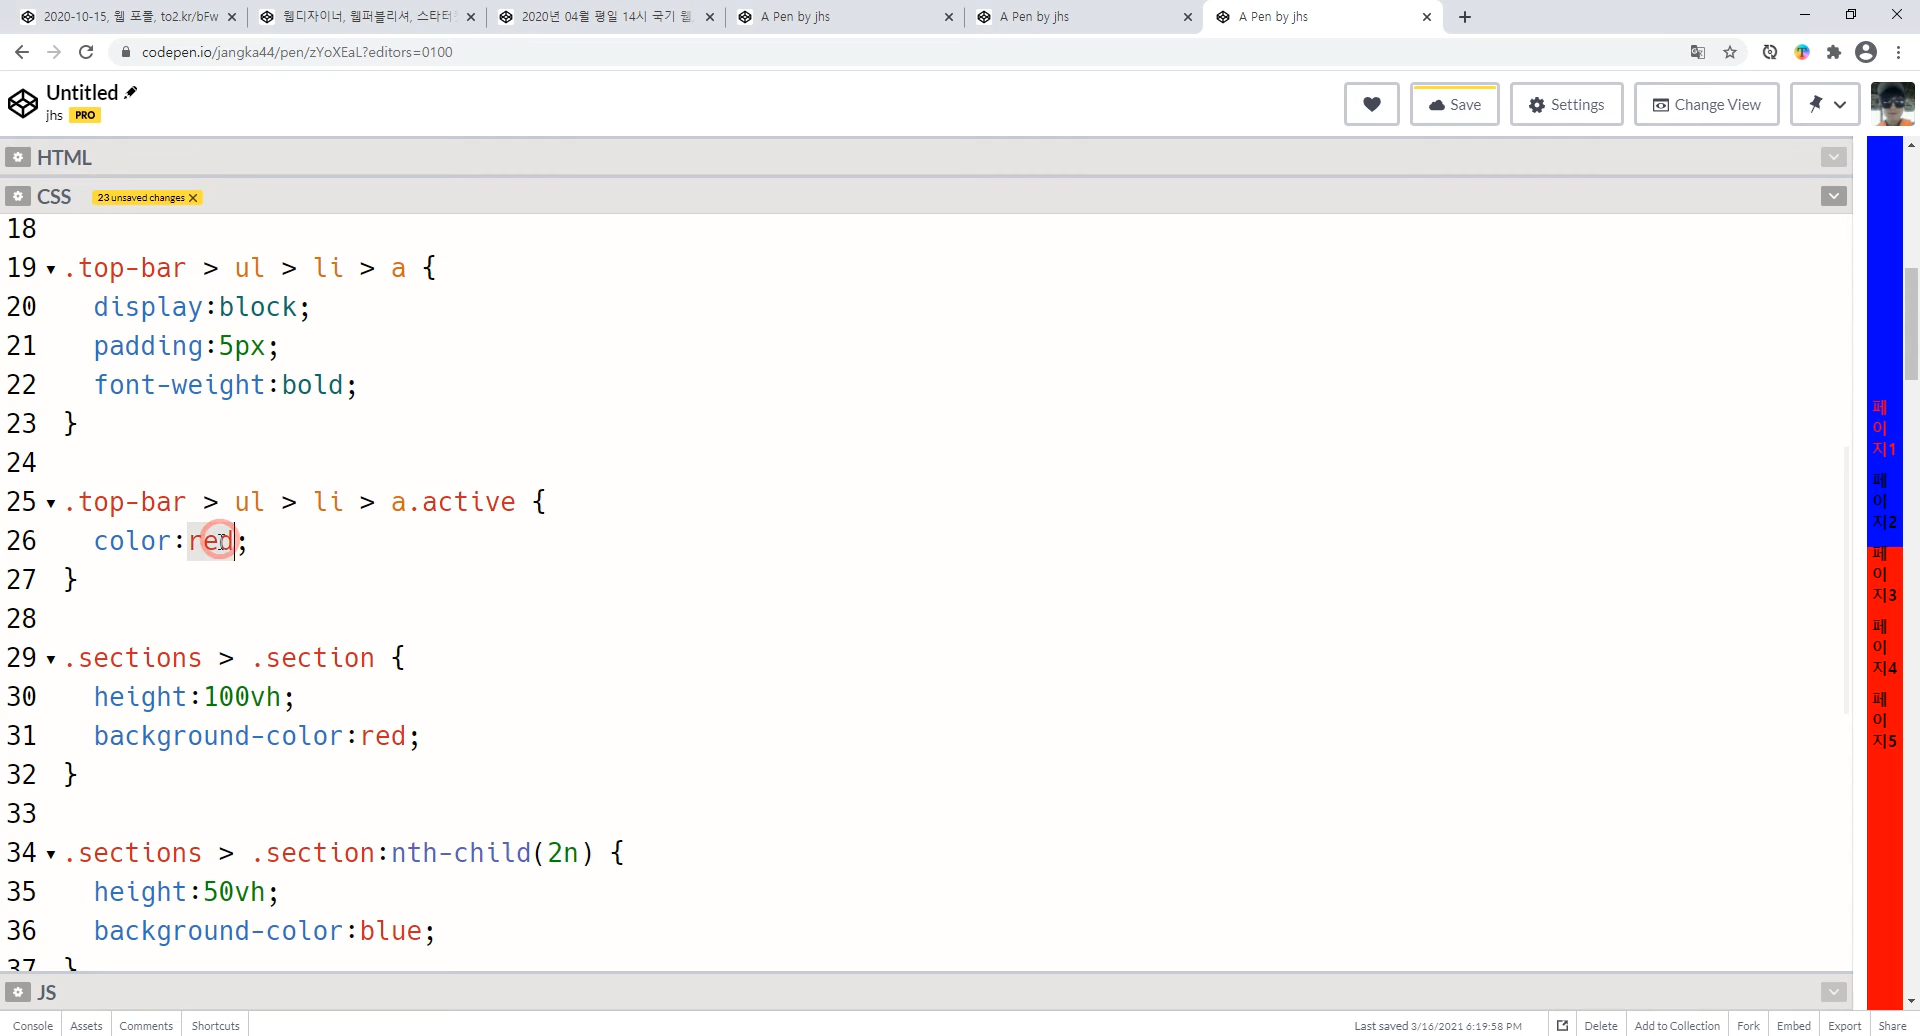 2020-10-15, 웹 포폴, to2.kr/bFw
웹디자이너, 웹퍼블리셔, 스타터
2020년 04월 평일 14시 국기 웹
A Pen by jhs
A Pen by jhs
A Pen by jhs
codepen.io/jangka44/pen/zYoXEaL?editors=0100
Untitled
jhs PRO
Save
Settings
Change View
HTML
CSS 23 unsaved changes
18
19 .top-bar > ul > li > a {
20 display:block;
21 padding:5px;
22 font-weight:bold;
23 }
24
25 .top-bar > ul > li > a.active {
26 color:red;
27 }
28
29 .sections > .section {
30 height:100vh;
31 background-color:red;
32 }
33
34 .sections > .section:nth-child(2n) {
35 height:50vh;
36 background-color:blue;
37 }
페
이
지1
페
이
지2
페
이
지3
페
이
지4
페
이
지5
JS
Console Assets Comments Shortcuts
Last saved 3/16/2021 6:19:58 PM
Delete Add to Collection Fork Embed Export Share